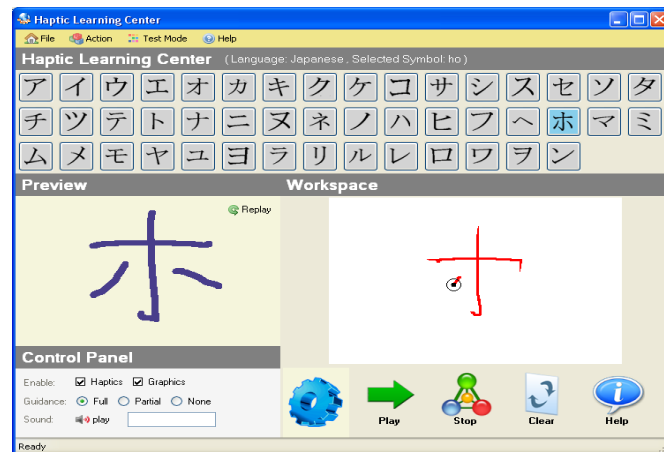 Haptic Learning Center
File Action Test Mode Help
Haptic Learning Center (Language: Japanese, Selected Symbol: ho)
ア イ ウ エ オ カ キ ク ケ コ サ シ ス セ ソ タ
チ ツ テ ト ナ ニ ヌ ネ ノ ハ ヒ フ ヘ ホ マ ミ
ム メ モ ヤ ユ ヨ ラ リ ル レ ロ ワ ヲ ン
Preview
Workspace
Replay
ホ
Control Panel
Enable: Haptics Graphics
Guidance: Full Partial None
Sound: play
Play Stop Clear Help
Ready